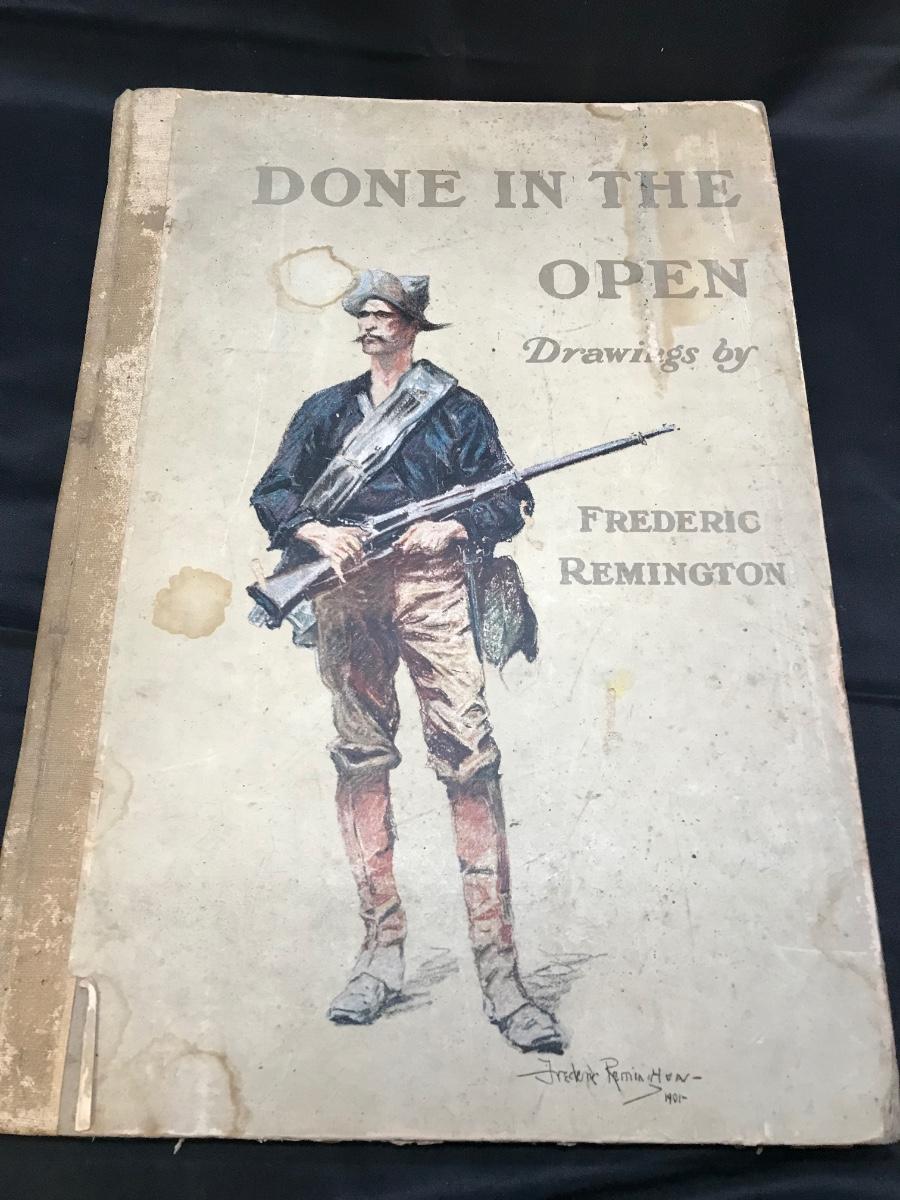 DONE IN THE
OPEN
Drawings by
FREDERIC
REMINGTON
Frederic Remington-
1901-